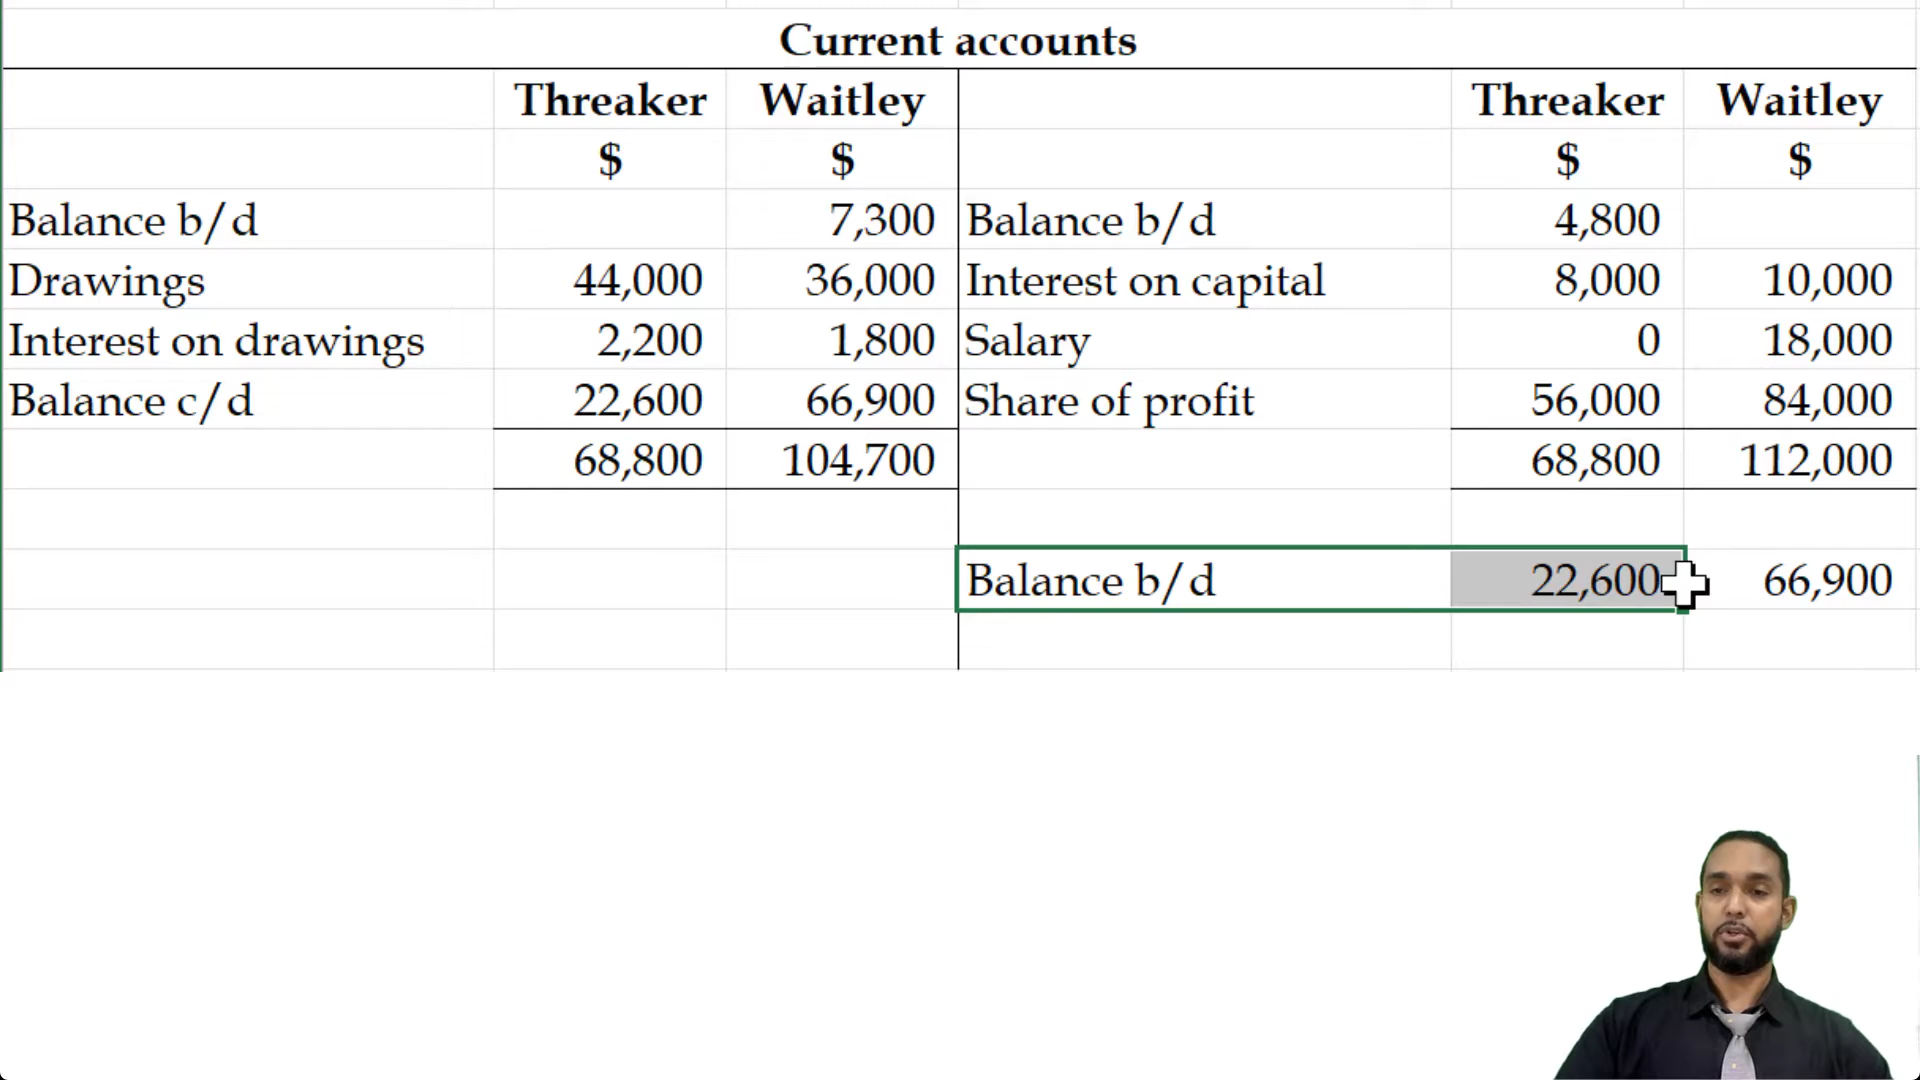 Current accounts
Threaker Waitley Threaker Waitley
$ $ $ $
Balance b/d 7,300 Balance b/d 4,800
Drawings 44,000 36,000 Interest on capital 8,000 10,000
Interest on drawings 2,200 1,800 Salary 0 18,000
Balance c/d 22,600 66,900 Share of profit 56,000 84,000
68,800 104,700 68,800 112,000
Balance b/d 22,600 66,900